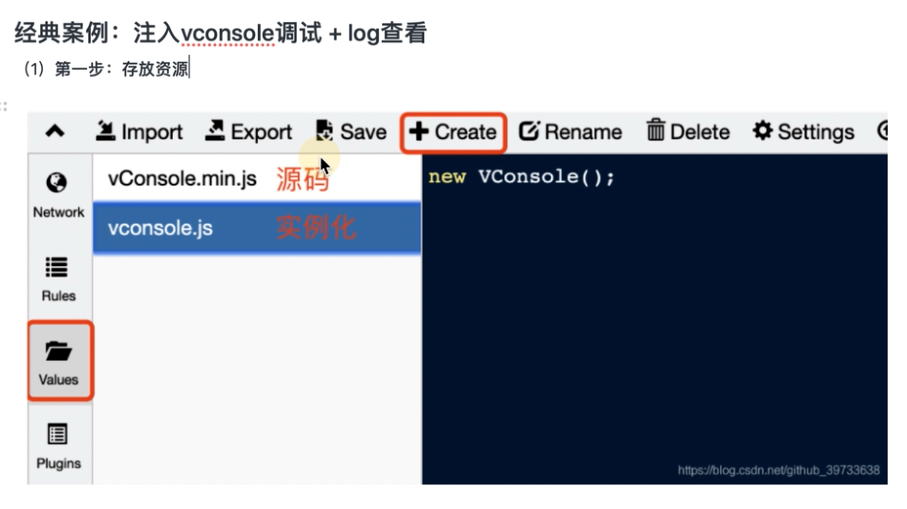 经典案例：注入vconsole调试 + log查看
（1）第一步：存放资源
Import Export Save Create Rename Delete Settings
Network
Rules
Values
Plugins
vConsole.min.js 源码
vconsole.js 实例化
new VConsole();
https://blog.csdn.net/github_39733638